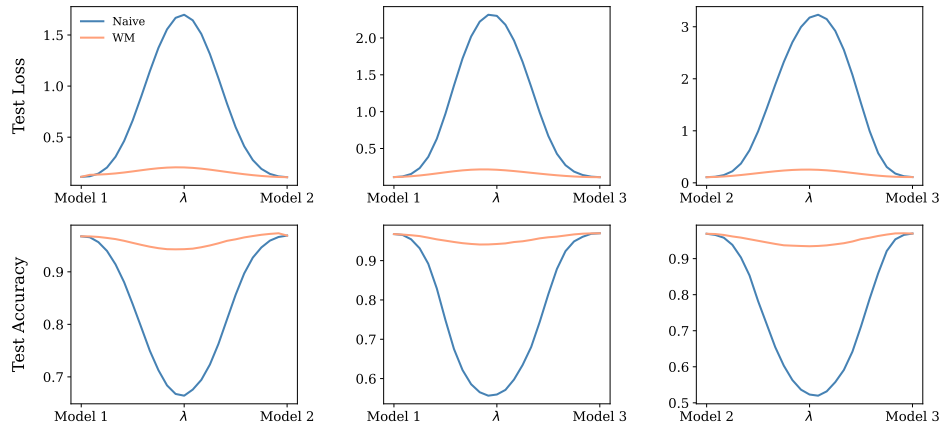 Test Loss
1.5
1.0
0.5
Naive
WM
Model 1 λ Model 2
2.0
1.5
1.0
0.5
Model 1 λ Model 3
3
2
1
0
Model 2 λ Model 3
Test Accuracy
0.9
0.8
0.7
Model 1 λ Model 2
0.9
0.8
0.7
0.6
Model 1 λ Model 3
0.9
0.8
0.7
0.6
0.5
Model 2 λ Model 3